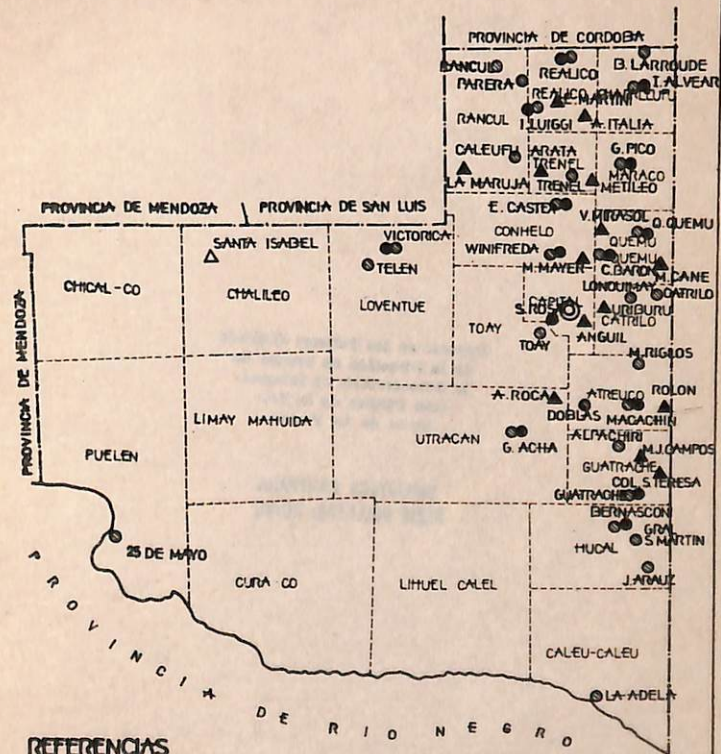 PROVINCIA DE CORDOBA
RANCUL
REALICO
B. LARROUDE
PARERA
I. ALVEAR
REALICO
CHAPALEUFU
E. MARTINI
RANCUL
I. LUIGGI
A. ITALIA
CALEUFU
ARATA
G. PICO
TRENEL
MARACO
LA MARUJA
TRENEL
METILEO
PROVINCIA DE MENDOZA
PROVINCIA DE SAN LUIS
E. CASTEX
V. MIRASOL
Q. QUEMU
CONHELO
QUEMU
SANTA ISABEL
VICTORICA
WINIFREDA
QUEMU
TELEN
M. MAYER
C. BARON
M. CANE
CHICAL-CO
CHALILEO
LOVENTUE
LONQUIMAY
CATRILO
CAPITAL
URIBURU
S. ROSA
CATRILO
TOAY
TOAY
ANGUIL
PROVINCIA DE MENDOZA
M. RIGLOS
A. ROCA
ATREUCO
ROLON
DOBLAS
MACACHIN
LIMAY MAHUIDA
UTRACAN
G. ACHA
ALPACHIRI
PUELEN
M.J. CAMPOS
GUATRACHE
COL. S. TERESA
GUATRACHE
BERNASCONI
GRAL
S. MARTIN
HUCAL
25 DE MAYO
J. ARAUZ
CURA CO
LIHUEL CALEL
CALEU-CALEU
LA ADELA
PROVINCIA DE RIO NEGRO
REFERENCIAS